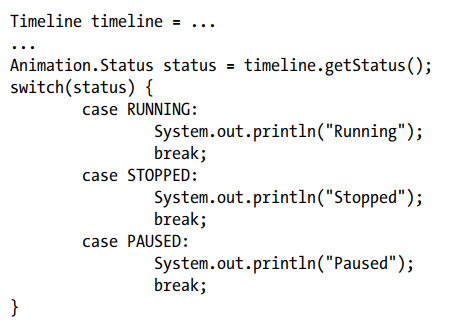 Timeline timeline = ...
...
Animation.Status status = timeline.getStatus();
switch(status) {
        case RUNNING:
                System.out.println("Running");
                break;
        case STOPPED:
                System.out.println("Stopped");
                break;
        case PAUSED:
                System.out.println("Paused");
                break;
}